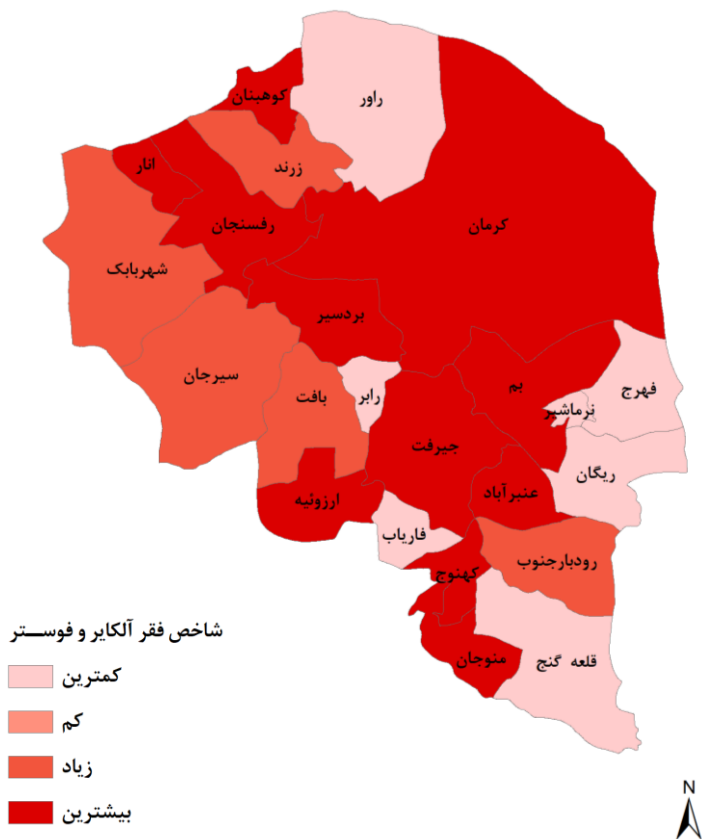 کوهبنان
راور
زرند
انار
رفسنجان
کرمان
شهربابک
بردسیر
سیرجان
بافت
رابر
بم
فهرج
نرماشیر
جیرفت
ریگان
عنبرآباد
ارزوئیه
فاریاب
کهنوج
رودبارجنوب
منوجان
قلعه گنج
شاخص فقر آلکایر و فوستر
کمترین
کم
زیاد
بیشترین
N